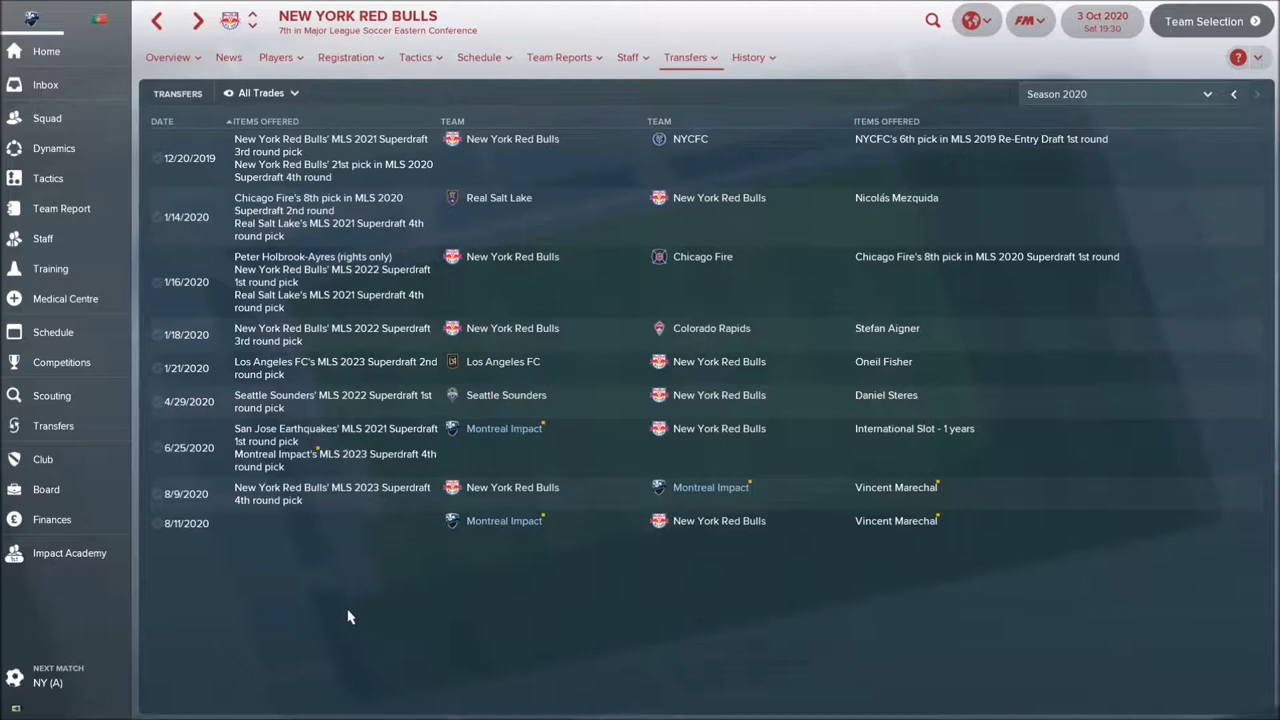 NEW YORK RED BULLS
7th in Major League Soccer Eastern Conference
FM
3 Oct 2020
Sat 19:30
Team Selection
Home
Inbox
Squad
Dynamics
Tactics
Team Report
Staff
Training
Medical Centre
Schedule
Competitions
Scouting
Transfers
Club
Board
Finances
Impact Academy
NEXT MATCH
NY (A)
Overview News Players Registration Tactics Schedule Team Reports Staff Transfers History
?
TRANSFERS All Trades Season 2020
DATE ITEMS OFFERED TEAM TEAM ITEMS OFFERED
12/20/2019 New York Red Bulls' MLS 2021 Superdraft New York Red Bulls NYCFC NYCFC's 6th pick in MLS 2019 Re-Entry Draft 1st round
3rd round pick
New York Red Bulls' 21st pick in MLS 2020
Superdraft 4th round
1/14/2020 Chicago Fire's 8th pick in MLS 2020 Real Salt Lake New York Red Bulls Nicolás Mezquida
Superdraft 2nd round
Real Salt Lake's MLS 2021 Superdraft 4th
round pick
1/16/2020 Peter Holbrook-Ayres (rights only) New York Red Bulls Chicago Fire Chicago Fire's 8th pick in MLS 2020 Superdraft 1st round
New York Red Bulls' MLS 2022 Superdraft
1st round pick
Real Salt Lake's MLS 2021 Superdraft 4th
round pick
1/18/2020 New York Red Bulls' MLS 2022 Superdraft New York Red Bulls Colorado Rapids Stefan Aigner
3rd round pick
1/21/2020 Los Angeles FC's MLS 2023 Superdraft 2nd Los Angeles FC New York Red Bulls Oneil Fisher
round pick
4/29/2020 Seattle Sounders' MLS 2022 Superdraft 1st Seattle Sounders New York Red Bulls Daniel Steres
round pick
6/25/2020 San Jose Earthquakes' MLS 2021 Superdraft Montreal Impact New York Red Bulls International Slot - 1 years
1st round pick
Montreal Impact's MLS 2023 Superdraft 4th
round pick
8/9/2020 New York Red Bulls' MLS 2023 Superdraft New York Red Bulls Montreal Impact Vincent Marechal
4th round pick
8/11/2020 Montreal Impact New York Red Bulls Vincent Marechal